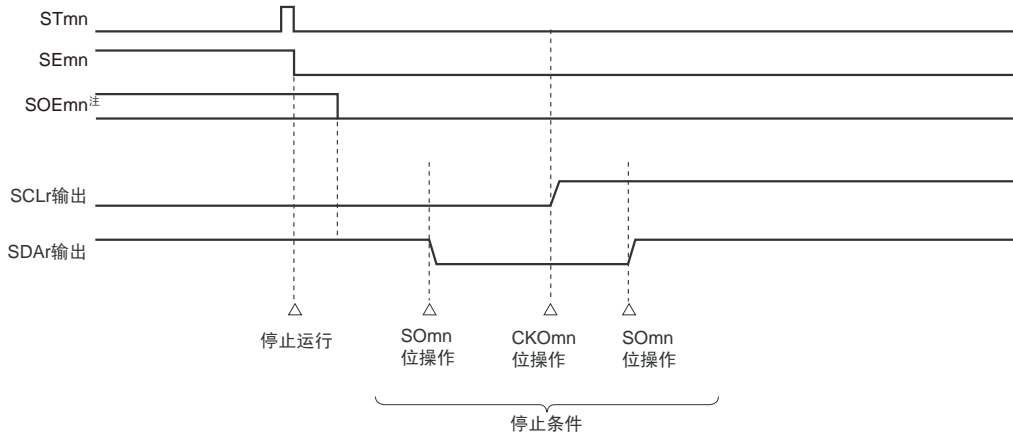 STmn
SEmn
SOEmn注
SCLr输出
SDAr输出
停止运行
SOmn
位操作
CKOmn
位操作
SOmn
位操作
停止条件